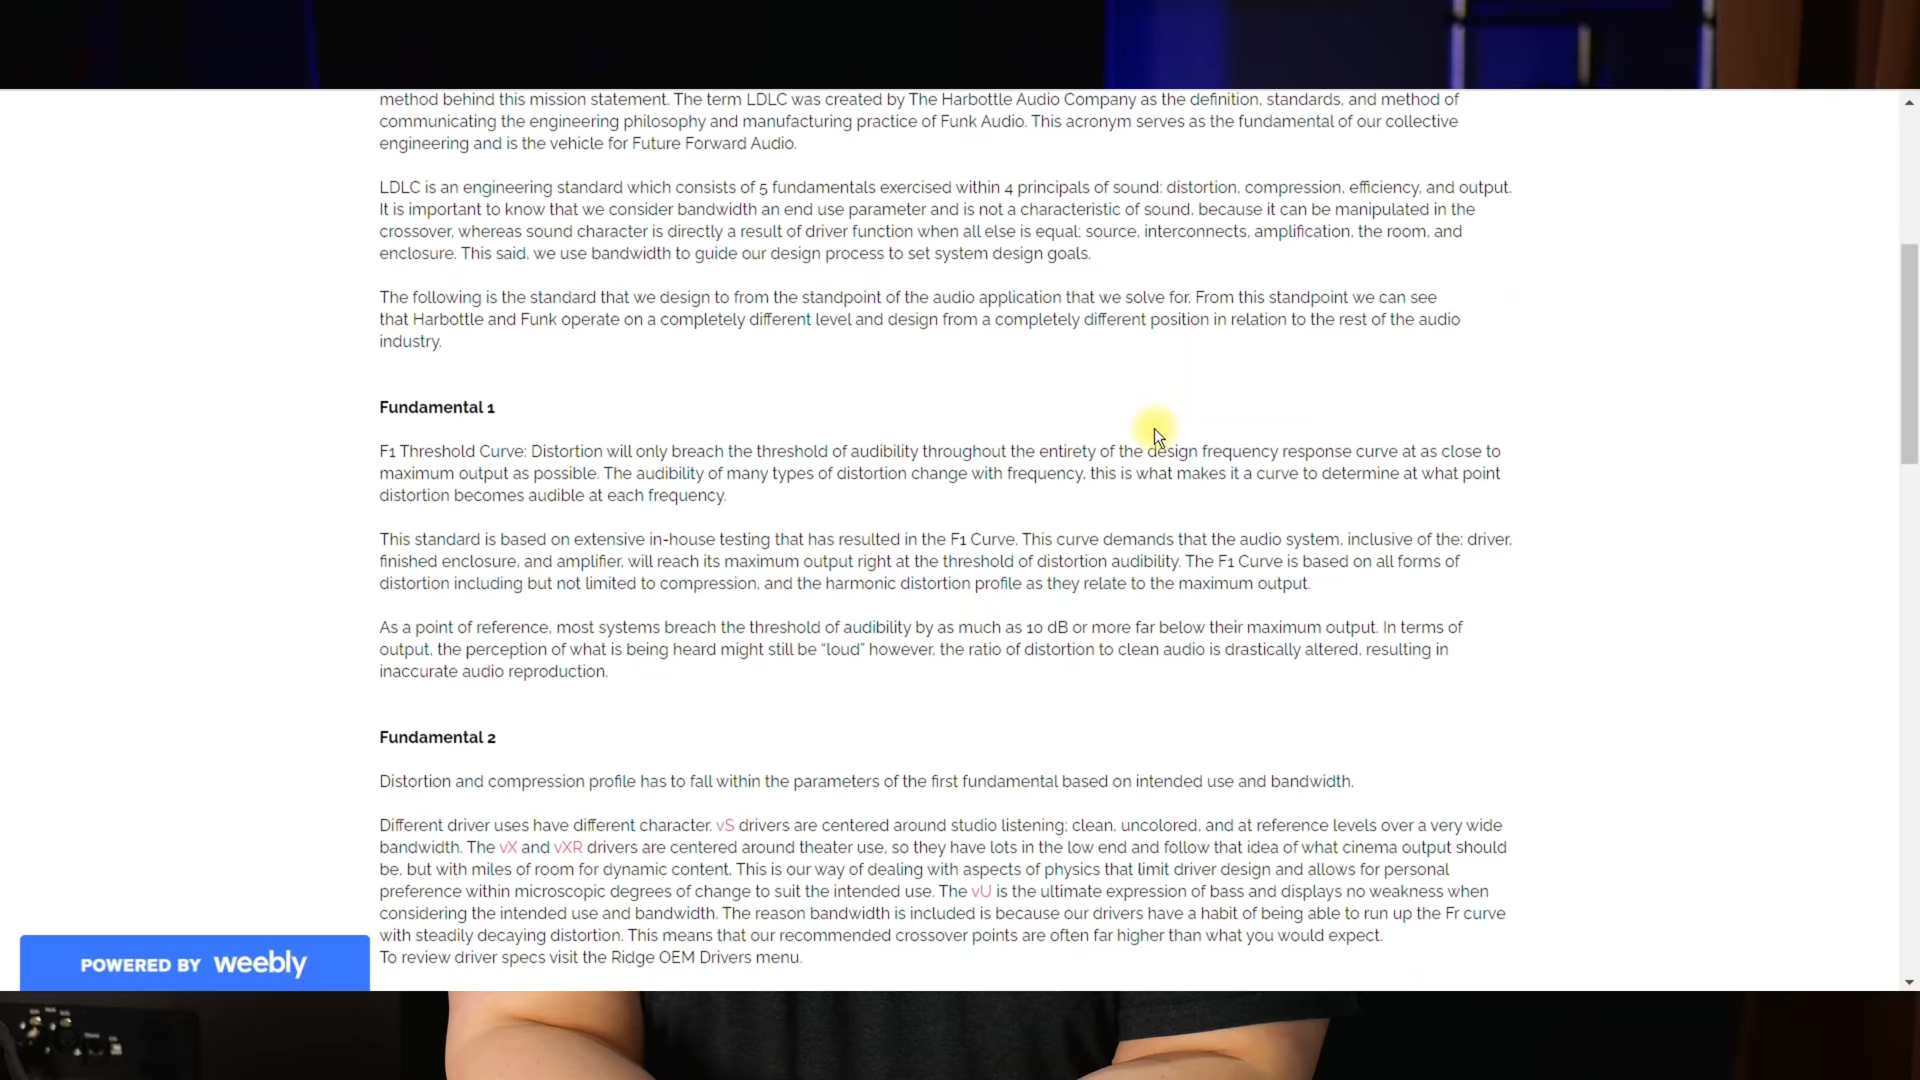 method behind this mission statement. The term LDLC was created by The Harbottle Audio Company as the definition, standards, and method of
communicating the engineering philosophy and manufacturing practice of Funk Audio. This acronym serves as the fundamental of our collective
engineering and is the vehicle for Future Forward Audio.
LDLC is an engineering standard which consists of 5 fundamentals exercised within 4 principals of sound: distortion, compression, efficiency, and output.
It is important to know that we consider bandwidth an end use parameter and is not a characteristic of sound, because it can be manipulated in the
crossover, whereas sound character is directly a result of driver function when all else is equal; source, interconnects, amplification, the room, and
enclosure. This said, we use bandwidth to guide our design process to set system design goals.
The following is the standard that we design to from the standpoint of the audio application that we solve for. From this standpoint we can see
that Harbottle and Funk operate on a completely different level and design from a completely different position in relation to the rest of the audio
industry.
Fundamental 1
F1 Threshold Curve: Distortion will only breach the threshold of audibility throughout the entirety of the design frequency response curve at as close to
maximum output as possible. The audibility of many types of distortion change with frequency, this is what makes it a curve to determine at what point
distortion becomes audible at each frequency.
This standard is based on extensive in-house testing that has resulted in the F1 Curve. This curve demands that the audio system, inclusive of the: driver,
finished enclosure, and amplifier, will reach its maximum output right at the threshold of distortion audibility. The F1 Curve is based on all forms of
distortion including but not limited to compression, and the harmonic distortion profile as they relate to the maximum output.
As a point of reference, most systems breach the threshold of audibility by as much as 10 dB or more far below their maximum output. In terms of
output, the perception of what is being heard might still be “loud” however, the ratio of distortion to clean audio is drastically altered, resulting in
inaccurate audio reproduction.
Fundamental 2
Distortion and compression profile has to fall within the parameters of the first fundamental based on intended use and bandwidth.
Different driver uses have different character. vS drivers are centered around studio listening; clean, uncolored, and at reference levels over a very wide
bandwidth. The vX and vXR drivers are centered around theater use, so they have lots in the low end and follow that idea of what cinema output should
be, but with miles of room for dynamic content. This is our way of dealing with aspects of physics that limit driver design and allows for personal
preference within microscopic degrees of change to suit the intended use. The vU is the ultimate expression of bass and displays no weakness when
considering the intended use and bandwidth. The reason bandwidth is included is because our drivers have a habit of being able to run up the Fr curve
with steadily decaying distortion. This means that our recommended crossover points are often far higher than what you would expect.
To review driver specs visit the Ridge OEM Drivers menu.
POWERED BY weebly